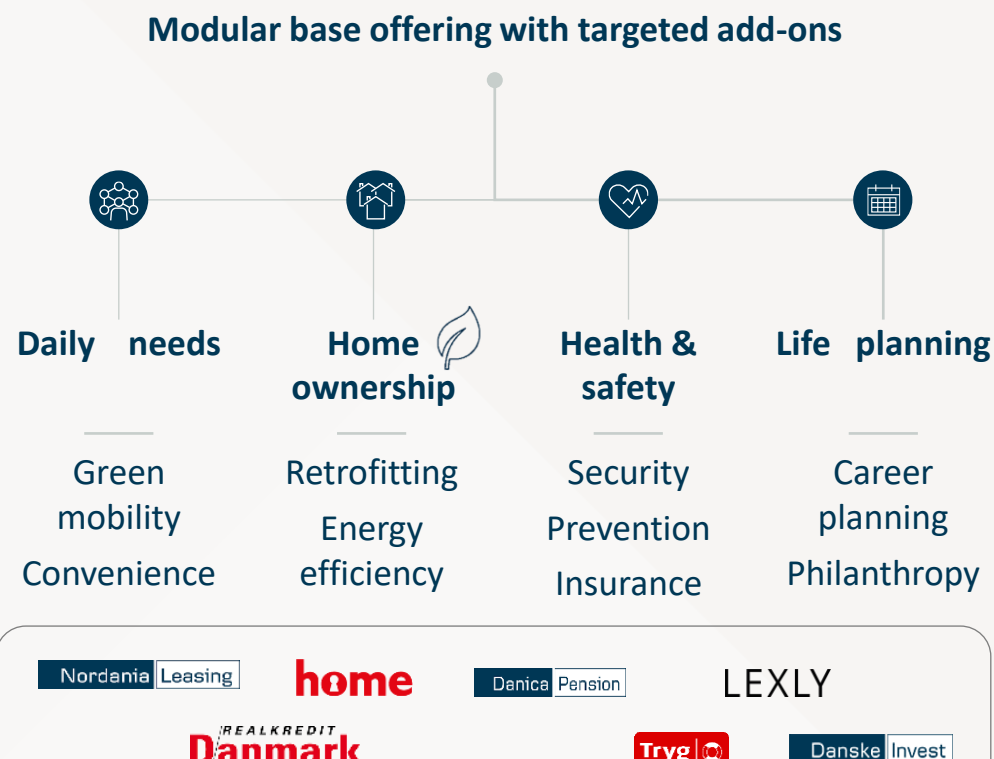 Modular base offering with targeted add-ons
Daily needs
Home
ownership
Health &
safety
Life planning
Green
mobility
Convenience
Retrofitting
Energy
efficiency
Security
Prevention
Insurance
Career
planning
Philanthropy
Nordania Leasing
home
Danica Pension
LEXLY
REALKREDIT
Danmark
Tryg
Danske Invest